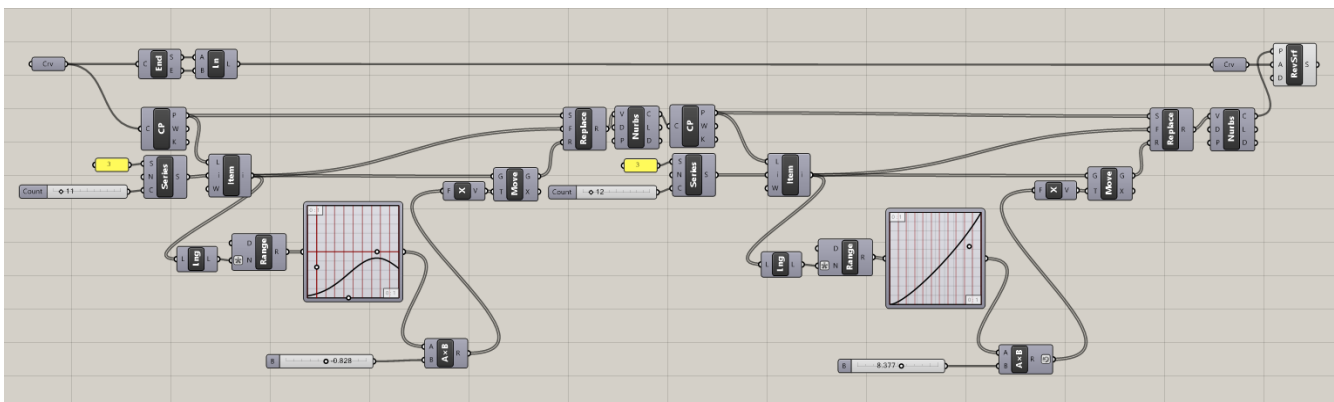 Crv
C End S E
A B Ln L
Crv
P A D RevSrf S
C CP P W K
V D P Nurbs C L D
C CP P W K
L Replace R
3
S N C Series S
Count 11
L i W Item i
G T Move G X
F X V
3
S N C Series S
Count 12
L i W Item i
G T Move G X
F X V
Replace R
V D P Nurbs C L D
L Lng L
D N Range R
L Lng L
D N Range R
B -0.828
A B A×B R
B 8.377
A B A×B R